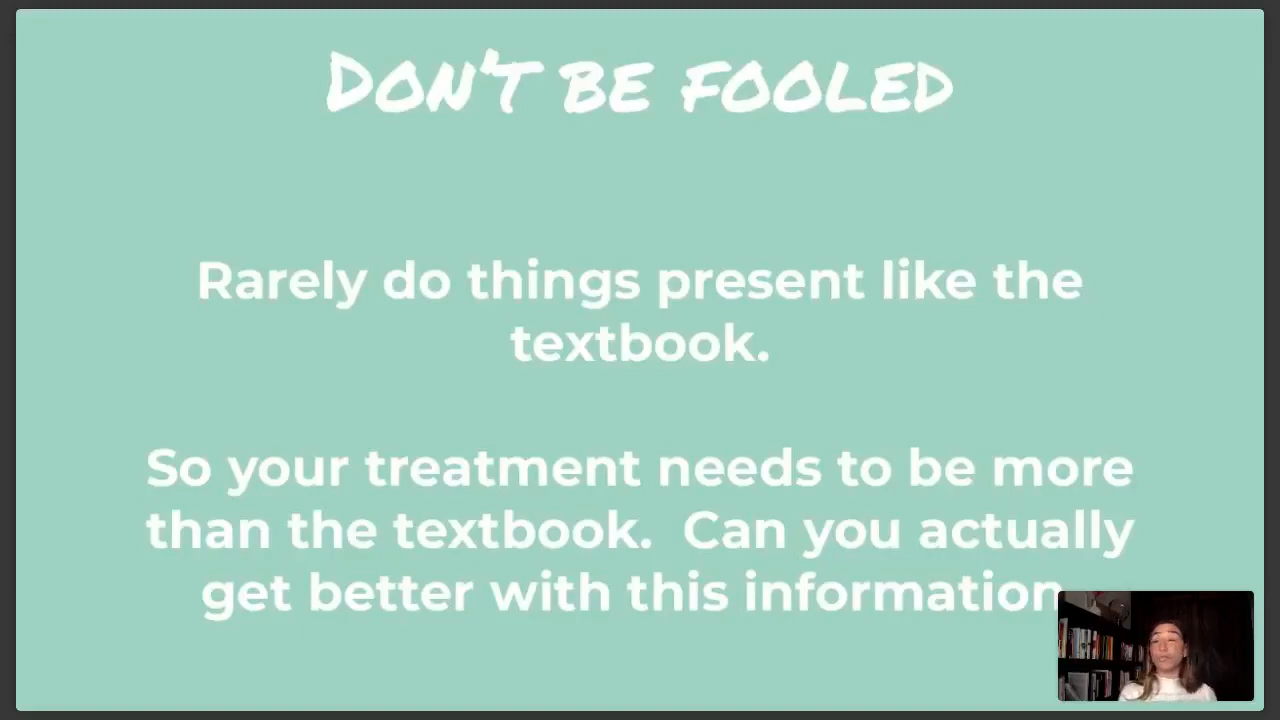 DON'T BE FOOLED
Rarely do things present like the
textbook.
So your treatment needs to be more
than the textbook. Can you actually
get better with this information